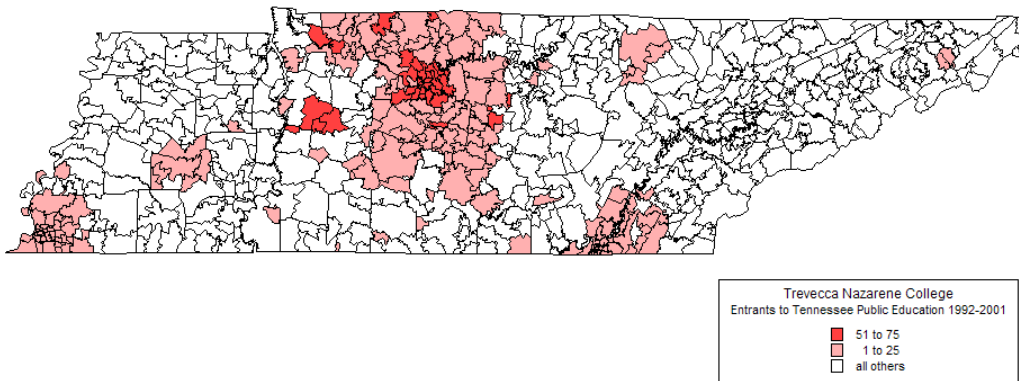 Trevecca Nazarene College
Entrants to Tennessee Public Education 1992-2001
51 to 75
1 to 25
all others